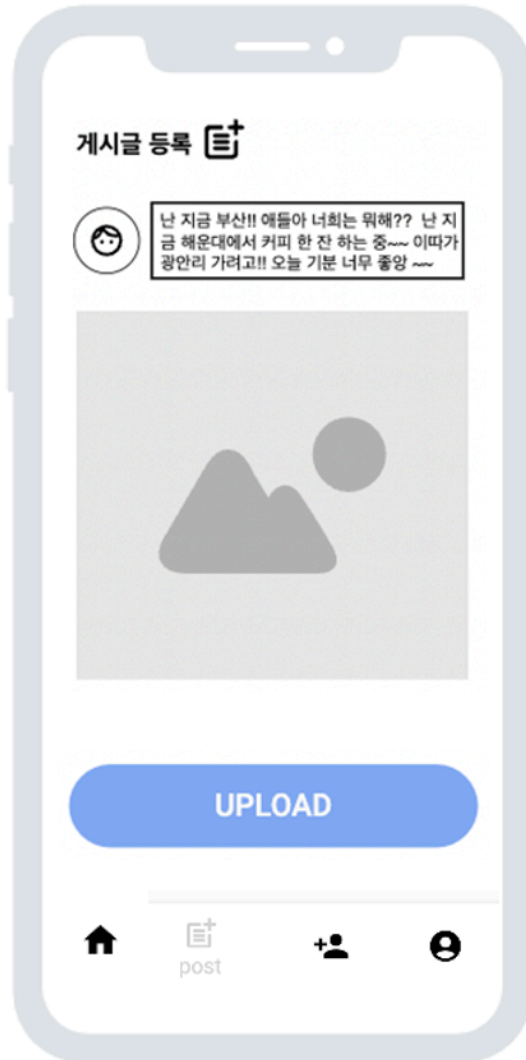 게시글 등록
난 지금 부산!! 애들아 너희는 뭐해?? 난 지
금 해운대에서 커피 한 잔 하는 중~~ 이따가
광안리 가려고!! 오늘 기분 너무 좋앙 ~~
UPLOAD
post